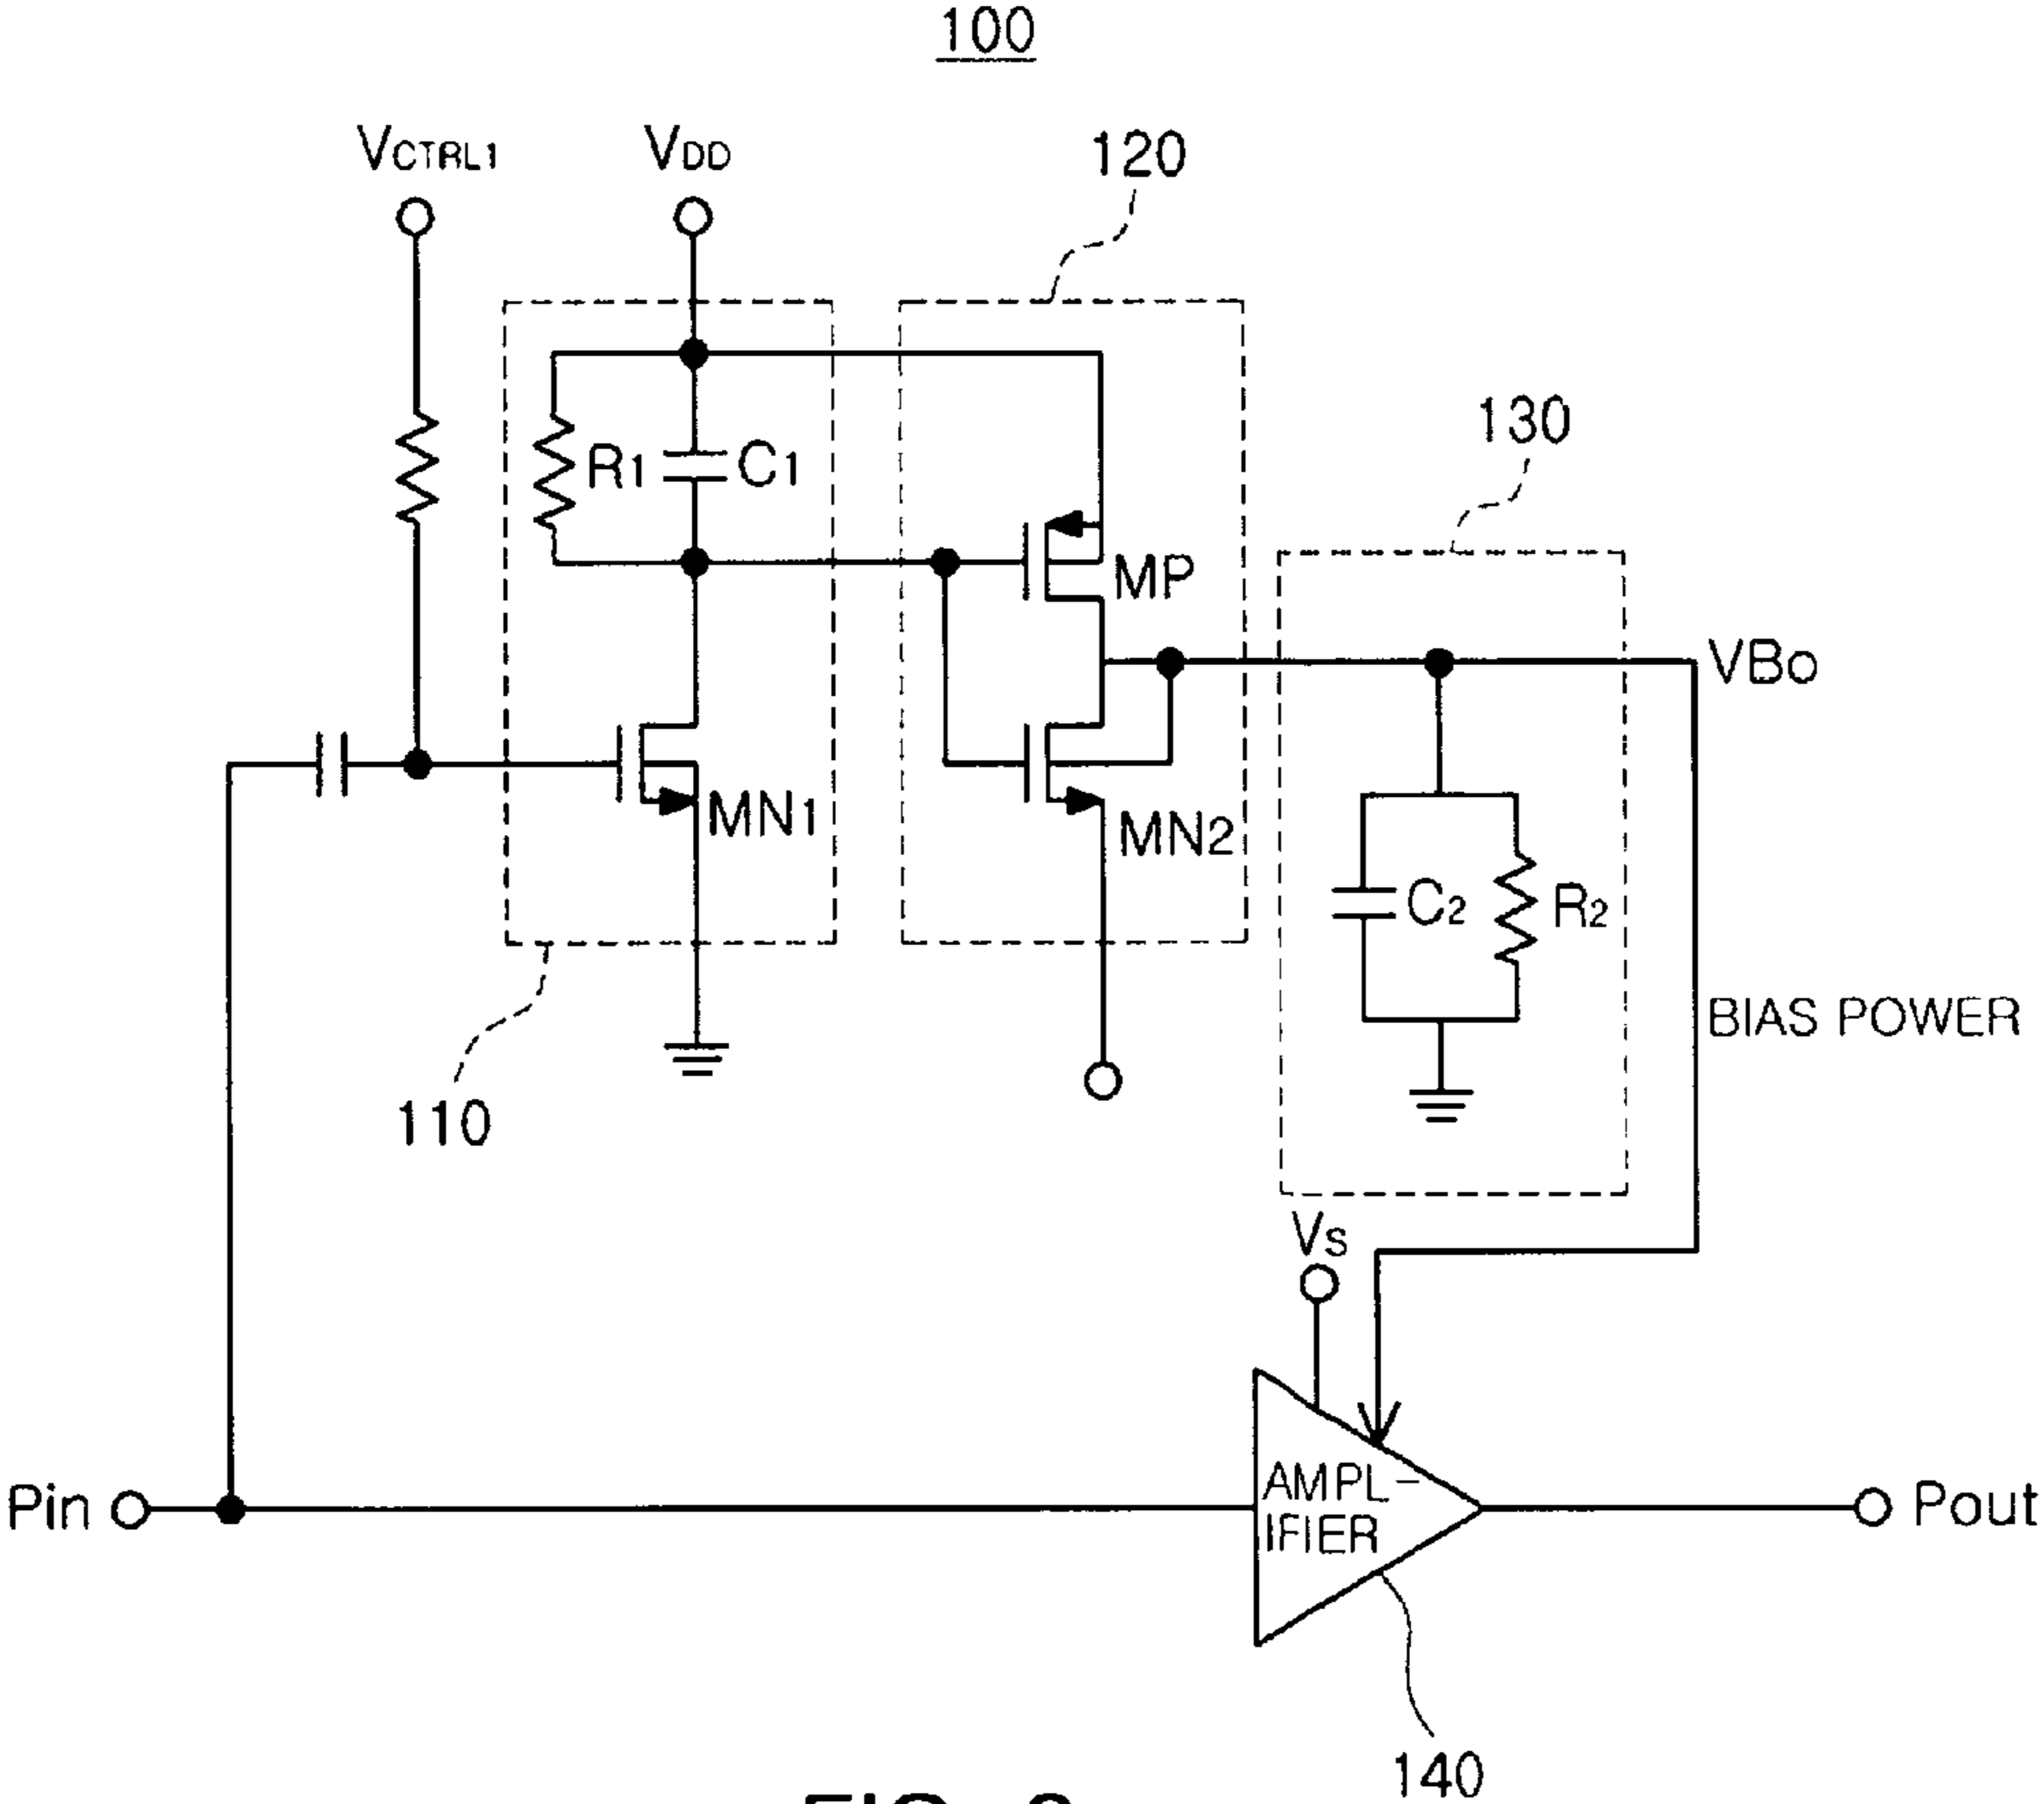 100
VCTRL1
VDD
120
130
R1
C1
MP
VBo
MN1
MN2
C2
R2
BIAS POWER
110
Vs
Pin
AMPL-
IFIER
Pout
140